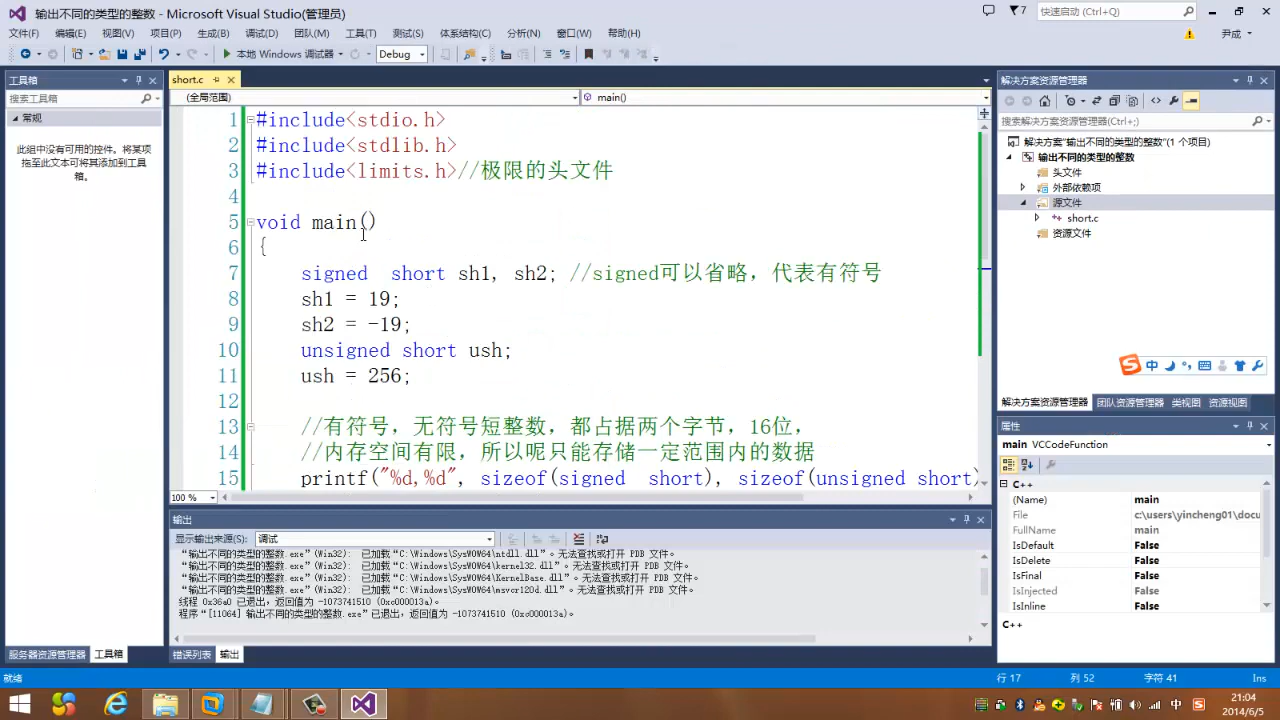 输出不同的类型的整数 - Microsoft Visual Studio(管理员)
7
快速启动 (Ctrl+Q)
文件(F) 编辑(E) 视图(V) 项目(P) 生成(B) 调试(D) 团队(M) 工具(T) 测试(S) 体系结构(C) 分析(N) 窗口(W) 帮助(H)
尹成
本地 Windows 调试器 Debug
工具箱
搜索工具箱
常规
此组中没有可用的控件。将某项
拖至此文本可将其添加到工具
箱。
服务器资源管理器 工具箱
short.c
(全局范围) main()
1 #include<stdio.h>
2 #include<stdlib.h>
3 #include<limits.h>//极限的头文件
4
5 void main()
6 {
7 signed  short sh1, sh2; //signed可以省略，代表有符号
8 sh1 = 19;
9 sh2 = -19;
10 unsigned short ush;
11 ush = 256;
12
13 //有符号，无符号短整数，都占据两个字节，16位，
14 //内存空间有限，所以呢只能存储一定范围内的数据
15 printf("%d,%d", sizeof(signed  short), sizeof(unsigned short)
100 %
输出
显示输出来源(S): 调试
“输出不同的类型的整数.exe”(Win32): 已加载“C:\Windows\SysWOW64\ntdll.dll”。无法查找或打开 PDB 文件。
“输出不同的类型的整数.exe”(Win32): 已加载“C:\Windows\SysWOW64\kernel32.dll”。无法查找或打开 PDB 文件。
“输出不同的类型的整数.exe”(Win32): 已加载“C:\Windows\SysWOW64\KernelBase.dll”。无法查找或打开 PDB 文件。
“输出不同的类型的整数.exe”(Win32): 已加载“C:\Windows\SysWOW64\msvcr120d.dll”。无法查找或打开 PDB 文件。
线程 0x36a0 已退出，返回值为 -1073741510 (0xc000013a)。
程序“[11064] 输出不同的类型的整数.exe”已退出，返回值为 -1073741510 (0xc000013a)。
错误列表 输出
解决方案资源管理器
搜索解决方案资源管理器(Ctrl+;)
解决方案“输出不同的类型的整数”(1 个项目)
输出不同的类型的整数
头文件
外部依赖项
源文件
short.c
资源文件
中
解决方案资源管理器 团队资源管理器 类视图 资源视图
属性
main VCCodeFunction
C++
(Name) main
File c:\users\yincheng01\docu
FullName main
IsDefault False
IsDelete False
IsFinal False
IsInjected False
IsInline False
C++
就绪 行 17 列 52 字符 41 Ins
中
21:04
2014/6/5